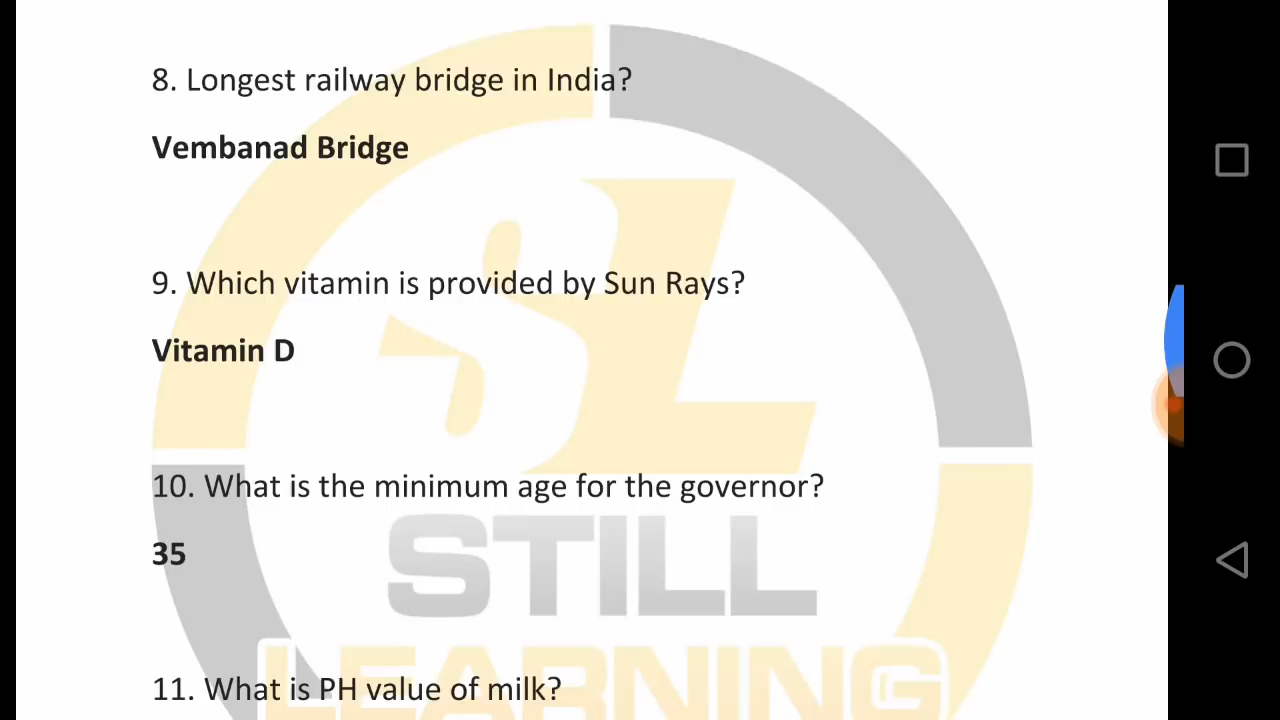 8. Longest railway bridge in India?
Vembanad Bridge
9. Which vitamin is provided by Sun Rays?
Vitamin D
10. What is the minimum age for the governor?
35
11. What is PH value of milk?
SL
STILL
LEARNING